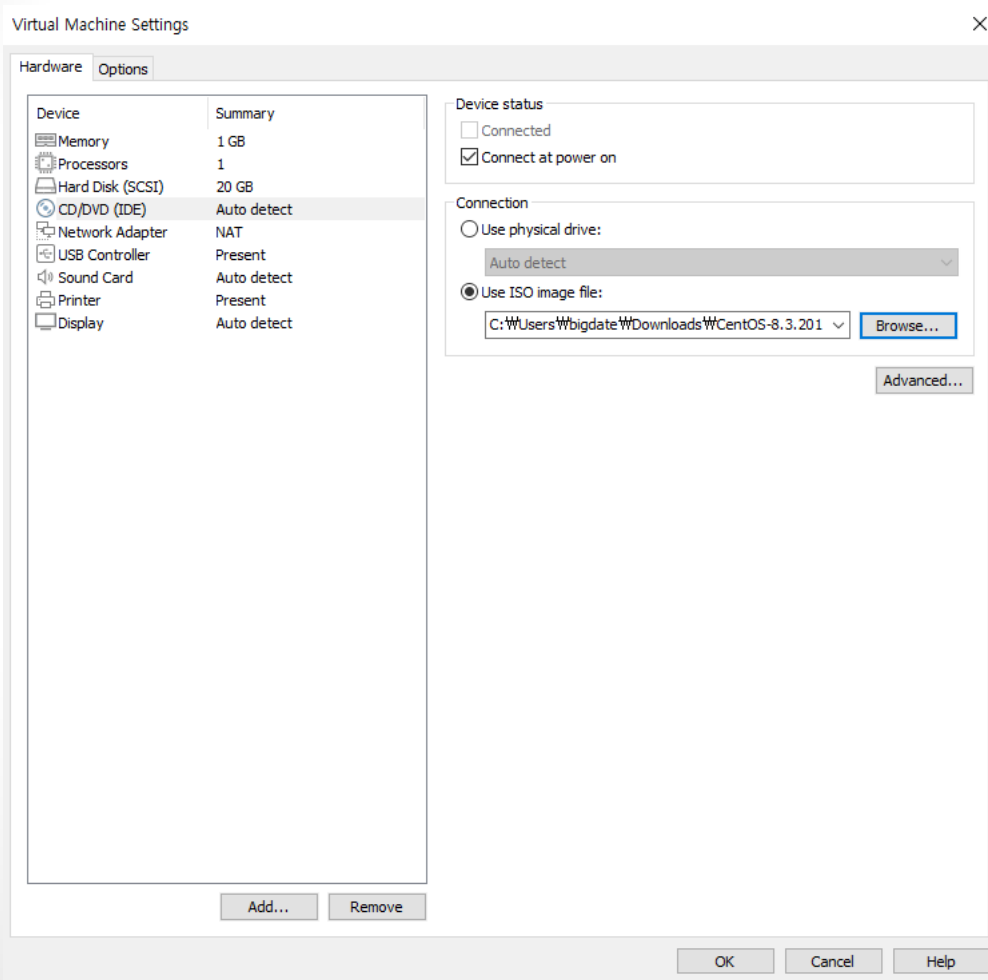 Virtual Machine Settings
Hardware Options
Device Summary
Memory 1 GB
Processors 1
Hard Disk (SCSI) 20 GB
CD/DVD (IDE) Auto detect
Network Adapter NAT
USB Controller Present
Sound Card Auto detect
Printer Present
Display Auto detect
Add... Remove
Device status
Connected
Connect at power on
Connection
Use physical drive:
Auto detect
Use ISO image file:
C:₩Users₩bigdate₩Downloads₩CentOS-8.3.201 Browse...
Advanced...
OK Cancel Help